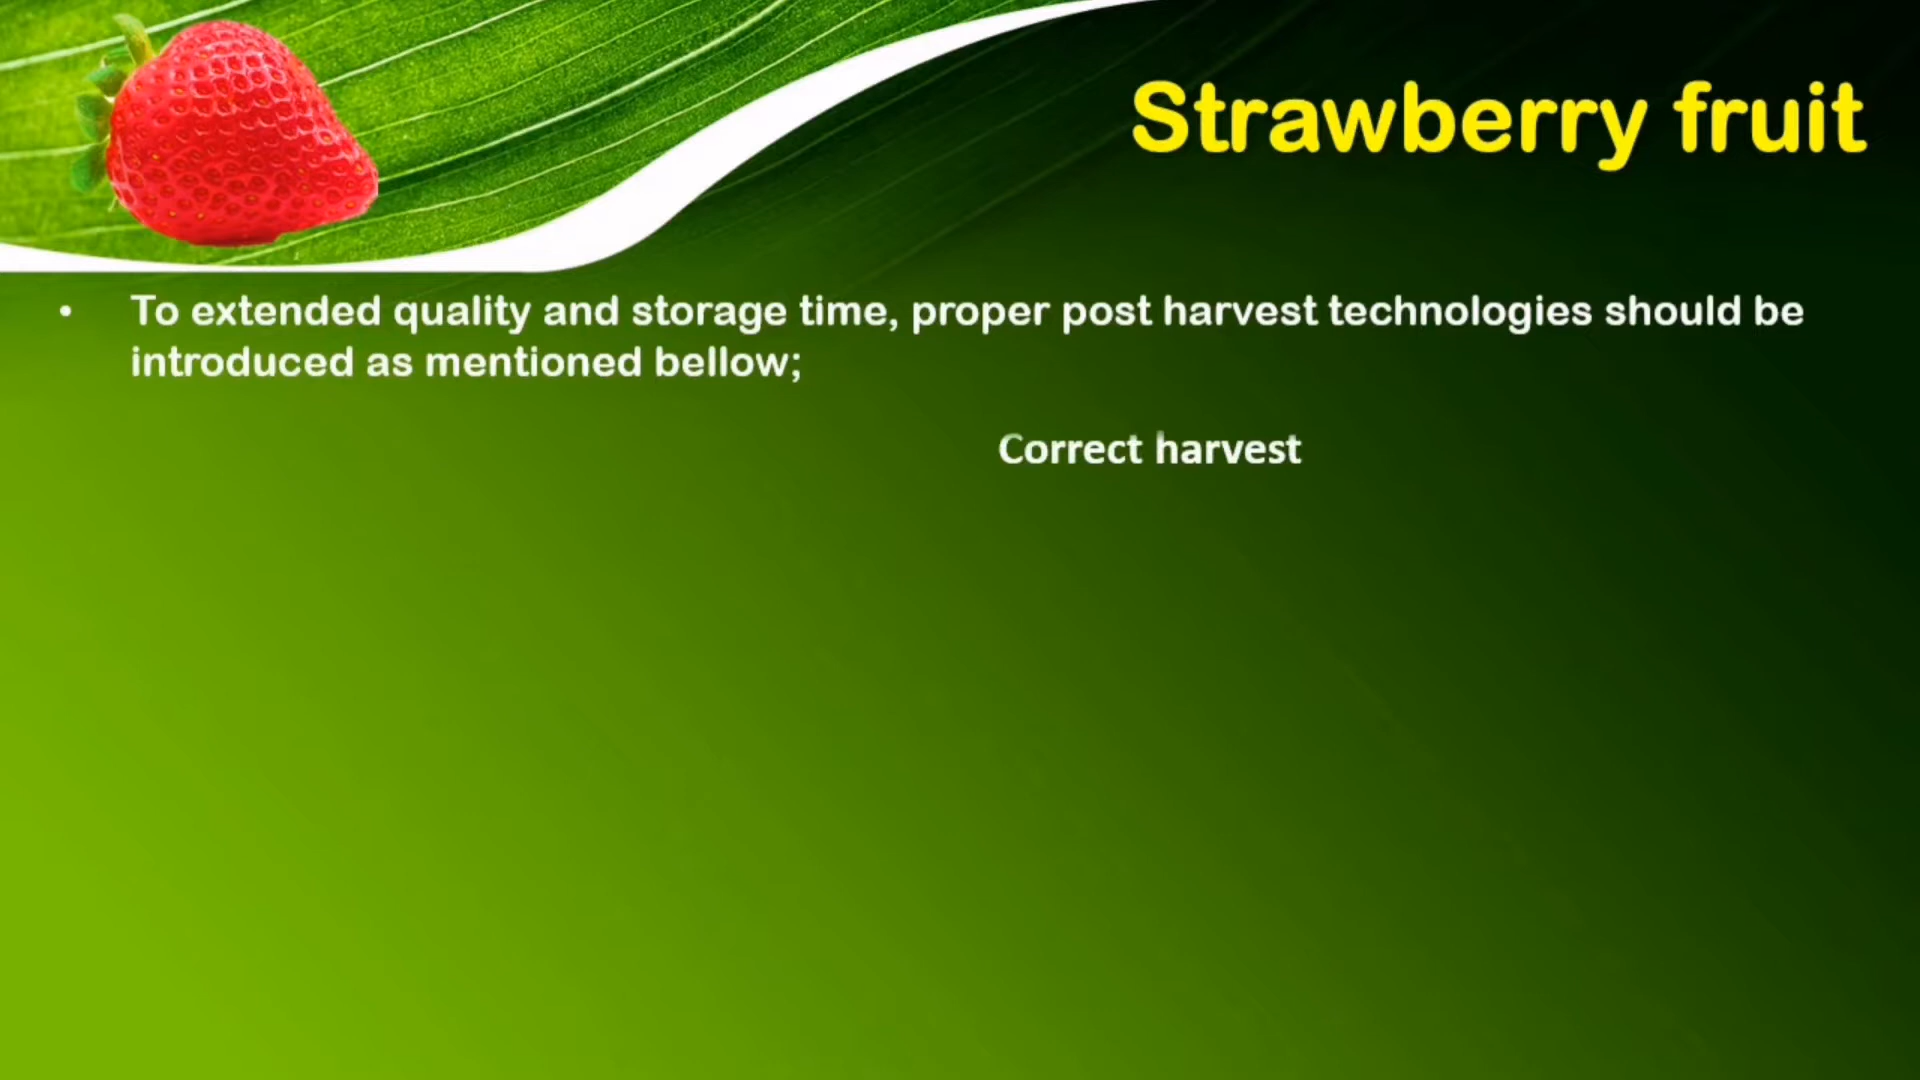 Strawberry fruit
• To extended quality and storage time, proper post harvest technologies should be
introduced as mentioned bellow;
Correct harvest